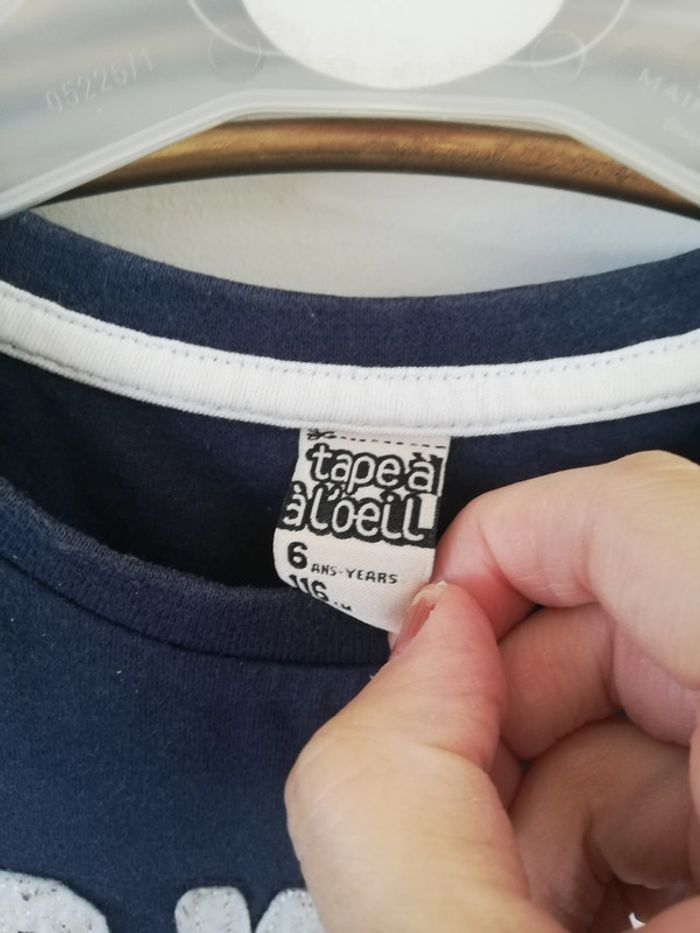 05225/1
tape à
à l'oeil
6 ANS-YEARS
116